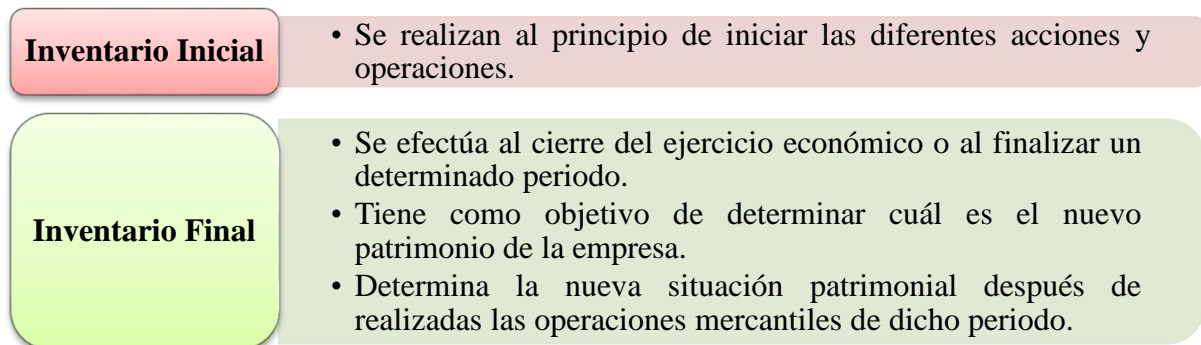 Inventario Inicial
• Se realizan al principio de iniciar las diferentes acciones y
operaciones.
Inventario Final
• Se efectúa al cierre del ejercicio económico o al finalizar un
determinado periodo.
• Tiene como objetivo de determinar cuál es el nuevo
patrimonio de la empresa.
• Determina la nueva situación patrimonial después de
realizadas las operaciones mercantiles de dicho periodo.